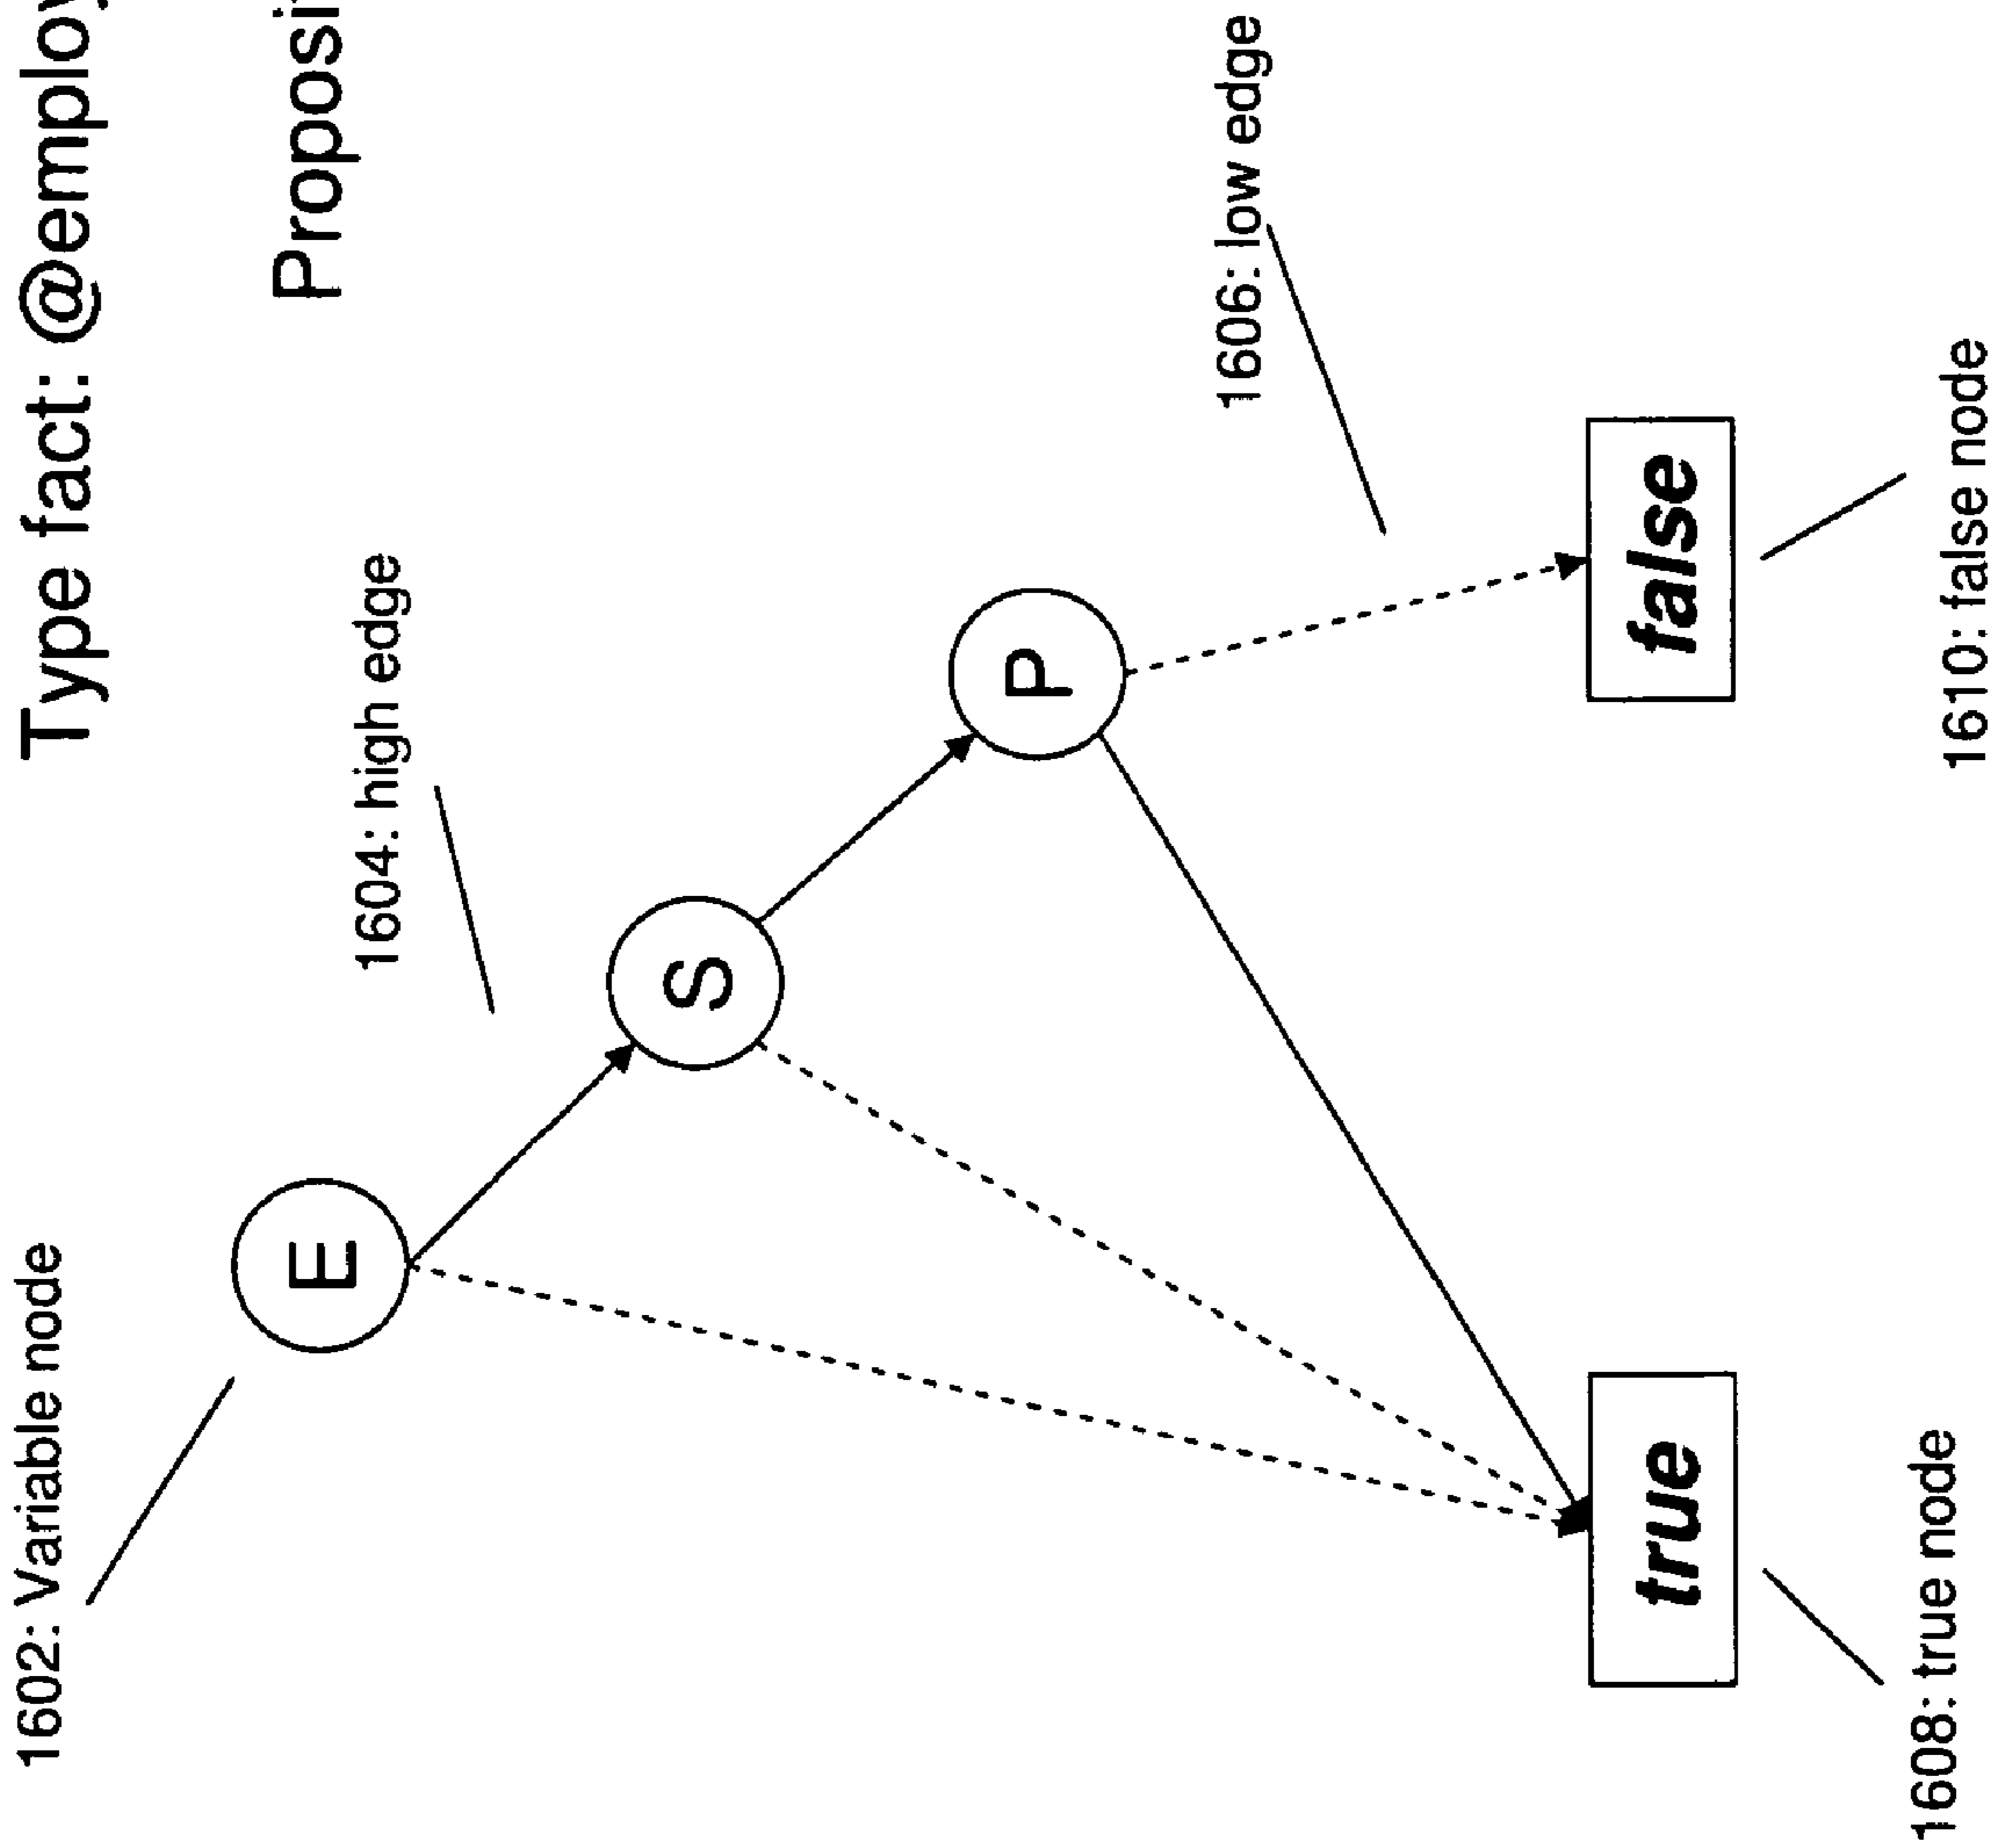 1602: Variable node
Type fact: @employ
Proposi
1604: high edge
E
S
P
1606: low edge
true
false
1608: true node
1610: false node